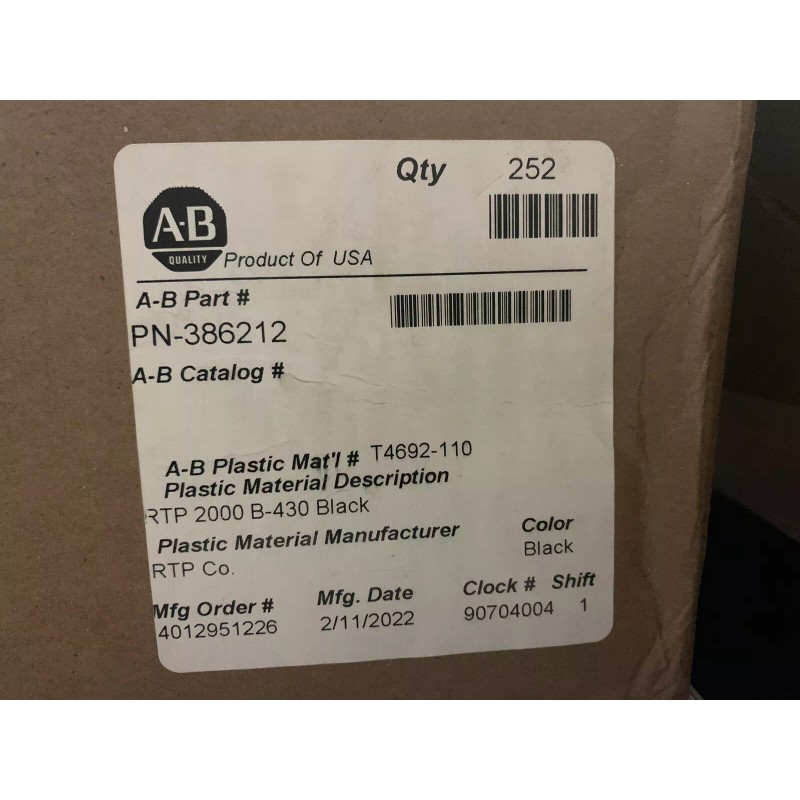 Qty 252
A-B
QUALITY
Product Of USA
A-B Part #
PN-386212
A-B Catalog #
A-B Plastic Mat'l # T4692-110
Plastic Material Description
RTP 2000 B-430 Black
Plastic Material Manufacturer Color
RTP Co. Black
Mfg Order # Mfg. Date Clock # Shift
4012951226 2/11/2022 90704004 1